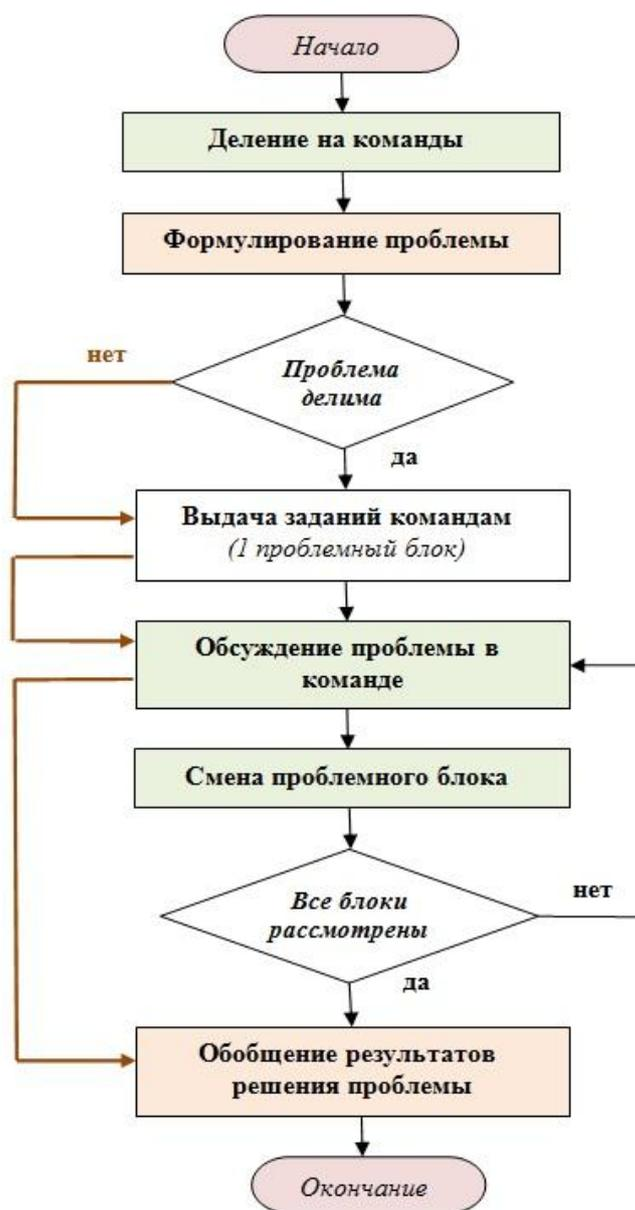 Начало
Деление на команды
Формулирование проблемы
нет
Проблема
делима
да
Выдача заданий командам
(1 проблемный блок)
Обсуждение проблемы в
команде
Смена проблемного блока
Все блоки
рассмотрены
нет
да
Обобщение результатов
решения проблемы
Окончание